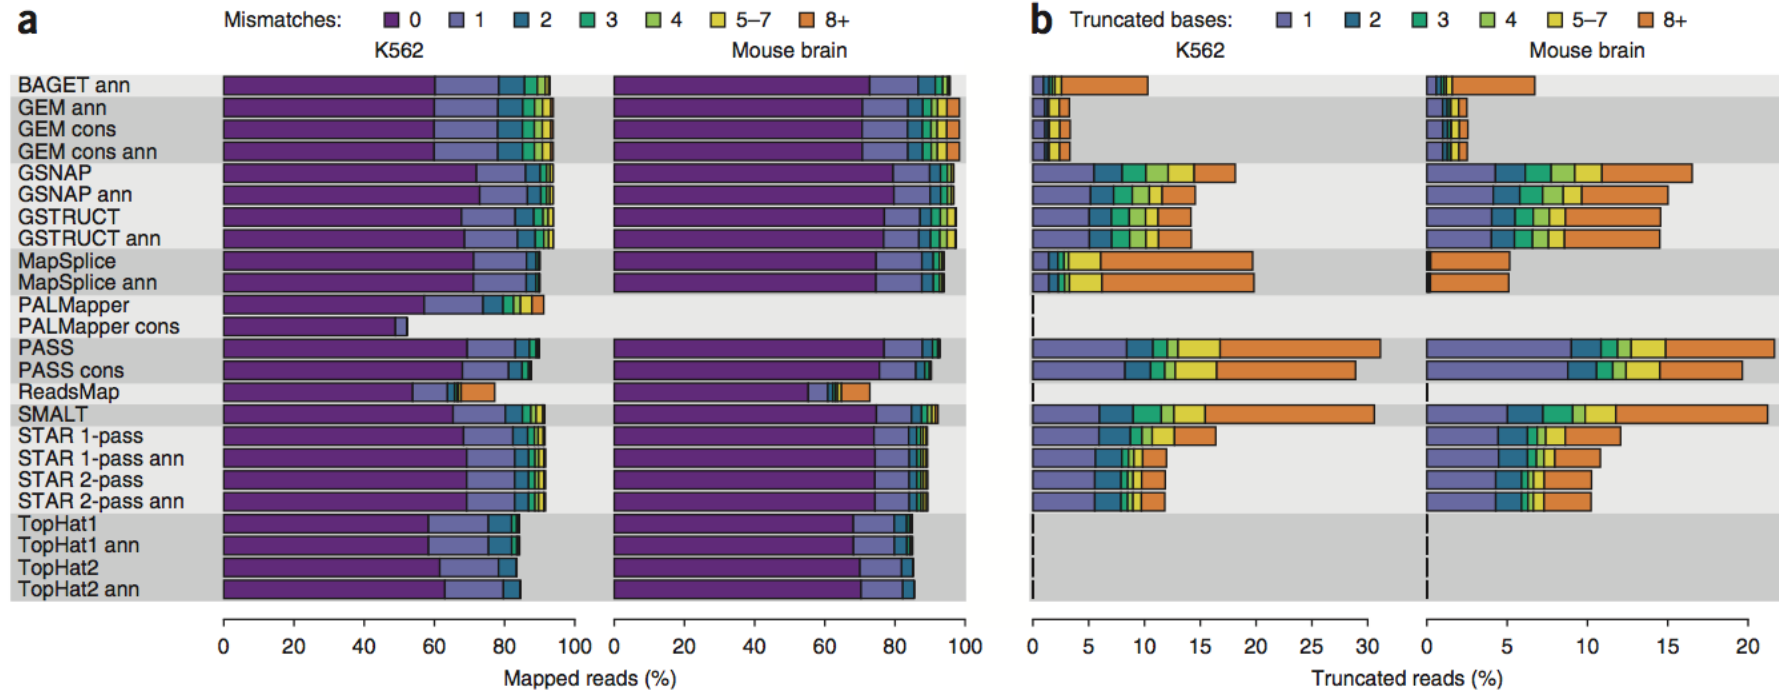 a Mismatches: 0 1 2 3 4 5–7 8+
K562 Mouse brain
b Truncated bases: 1 2 3 4 5–7 8+
K562 Mouse brain
BAGET ann
GEM ann
GEM cons
GEM cons ann
GSNAP
GSNAP ann
GSTRUCT
GSTRUCT ann
MapSplice
MapSplice ann
PALMapper
PALMapper cons
PASS
PASS cons
ReadsMap
SMALT
STAR 1-pass
STAR 1-pass ann
STAR 2-pass
STAR 2-pass ann
TopHat1
TopHat1 ann
TopHat2
TopHat2 ann
0 20 40 60 80 100 0 20 40 60 80 100
Mapped reads (%)
0 5 10 15 20 25 30 0 5 10 15 20
Truncated reads (%)